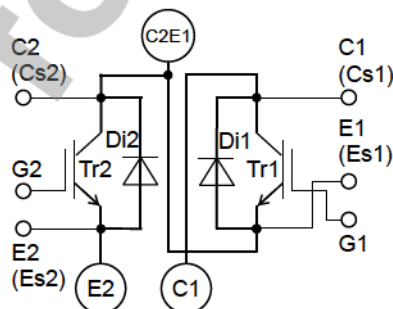 C2E1
C2
(Cs2)
C1
(Cs1)
Di2
Di1
E1
(Es1)
G2
Tr2
Tr1
G1
E2
(Es2)
E2
C1